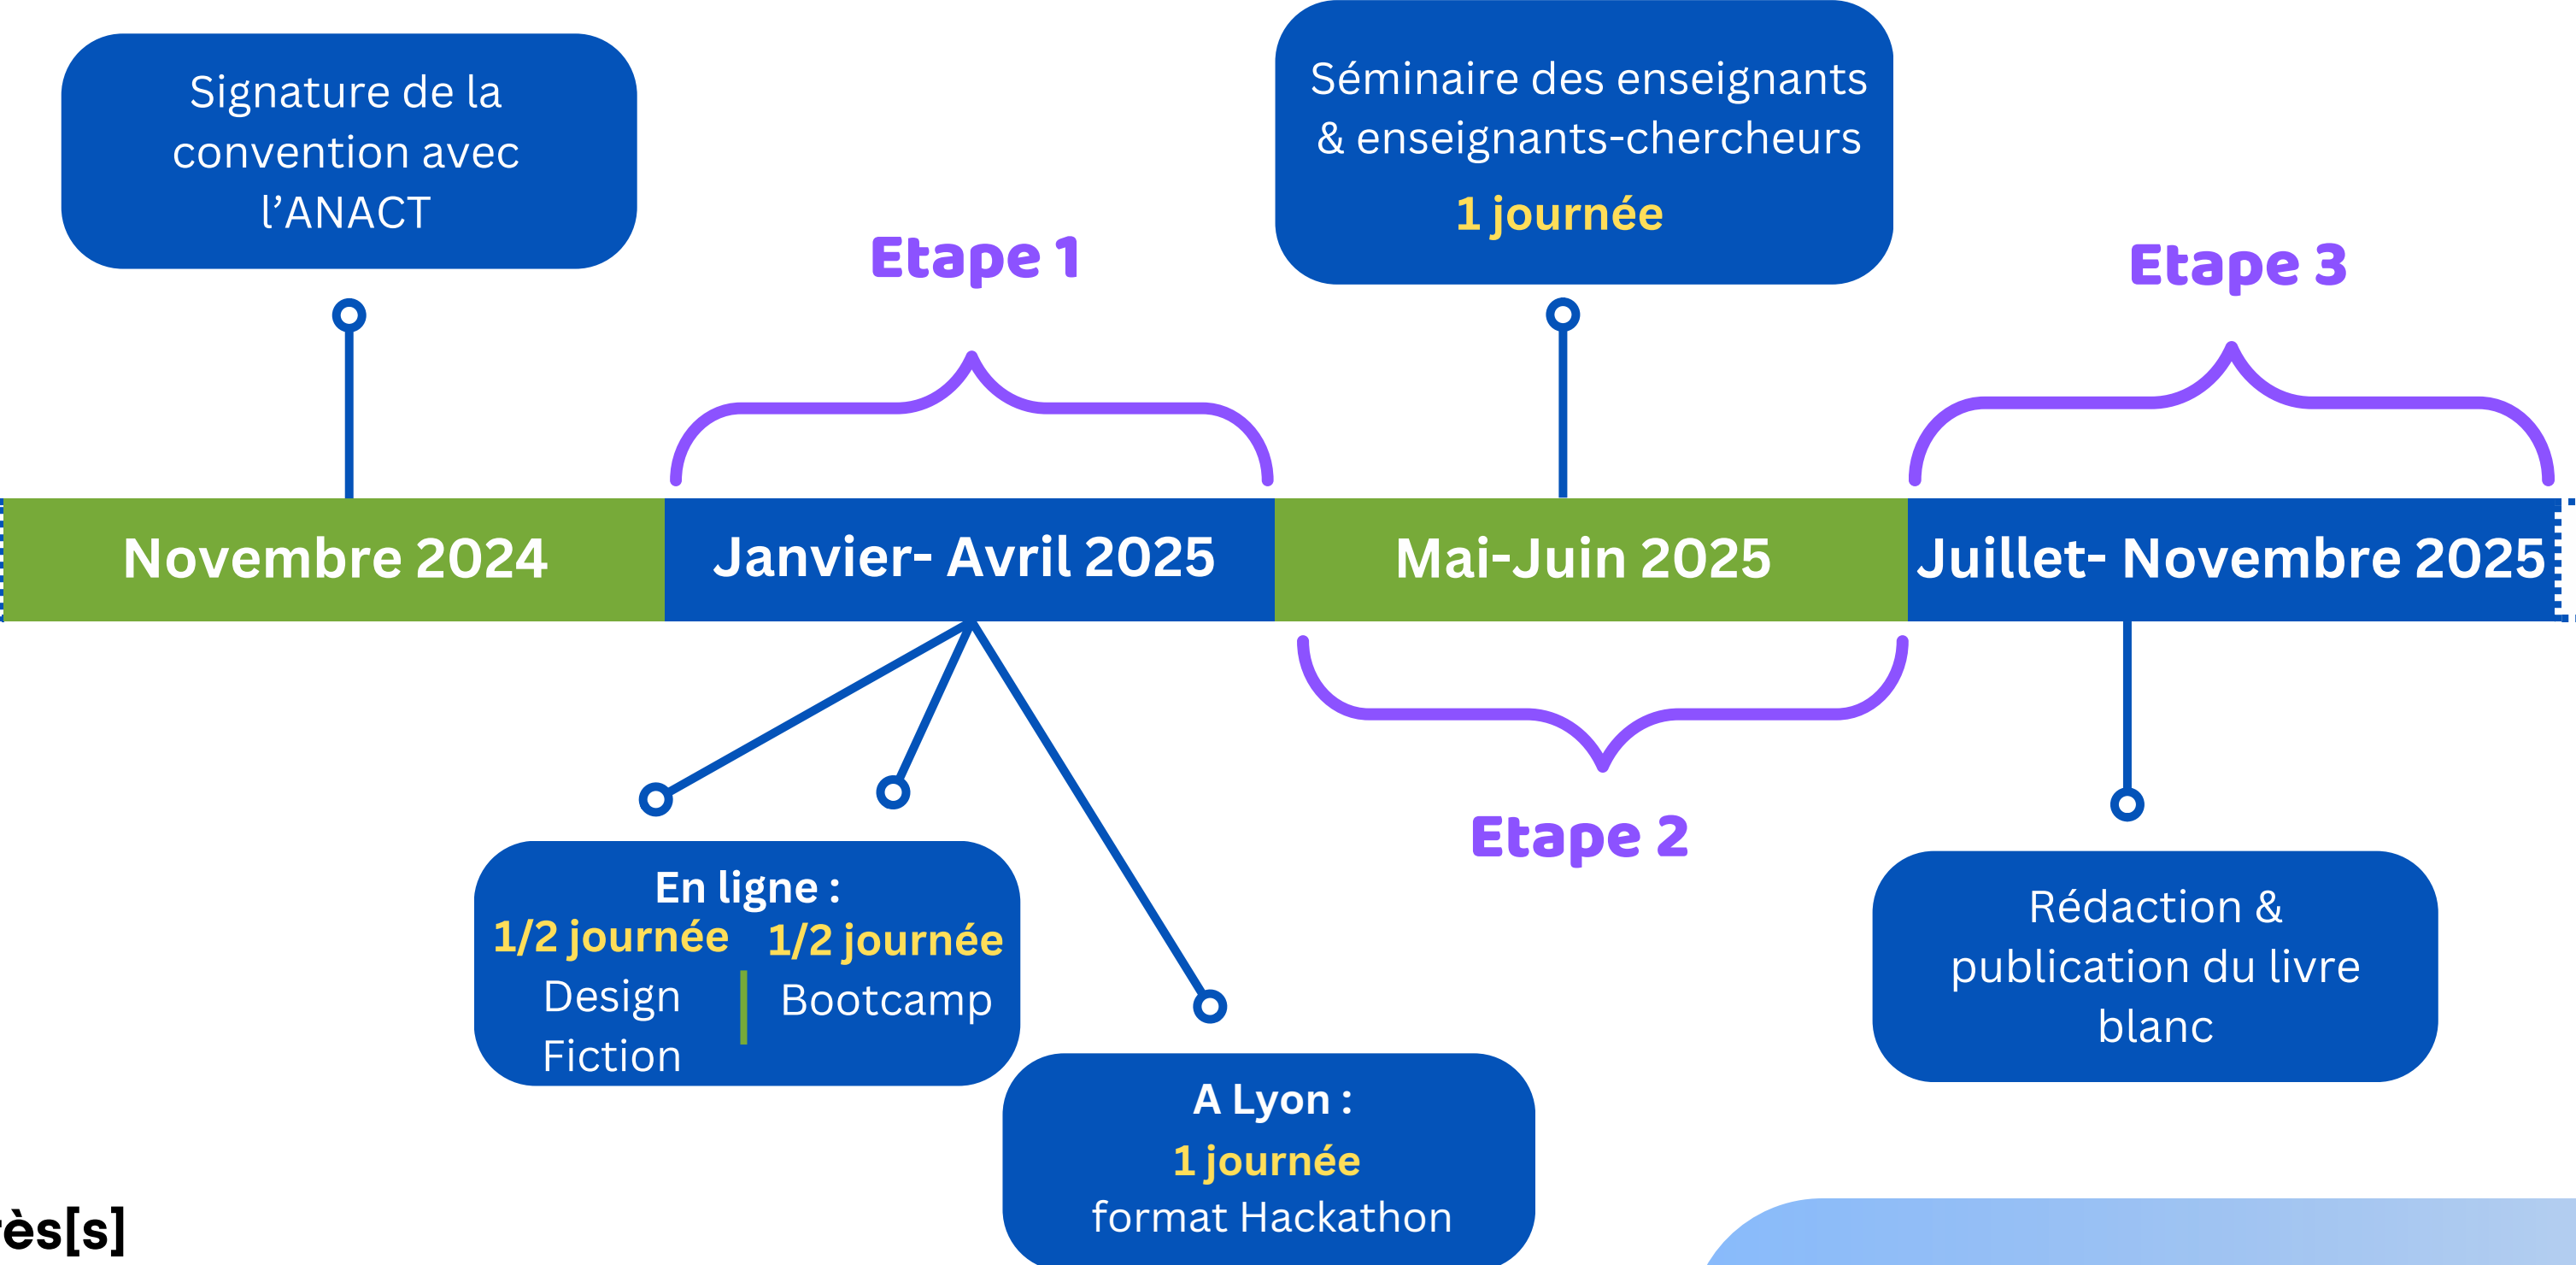 Signature de la
convention avec
l’ANACT
Séminaire des enseignants
& enseignants-chercheurs
1 journée
Etape 1
Etape 3
Novembre 2024
Janvier- Avril 2025
Mai-Juin 2025
Juillet- Novembre 2025
Etape 2
En ligne :
1/2 journée
Design
Fiction
1/2 journée
Bootcamp
A Lyon :
1 journée
format Hackathon
Rédaction &
publication du livre
blanc
ès[s]